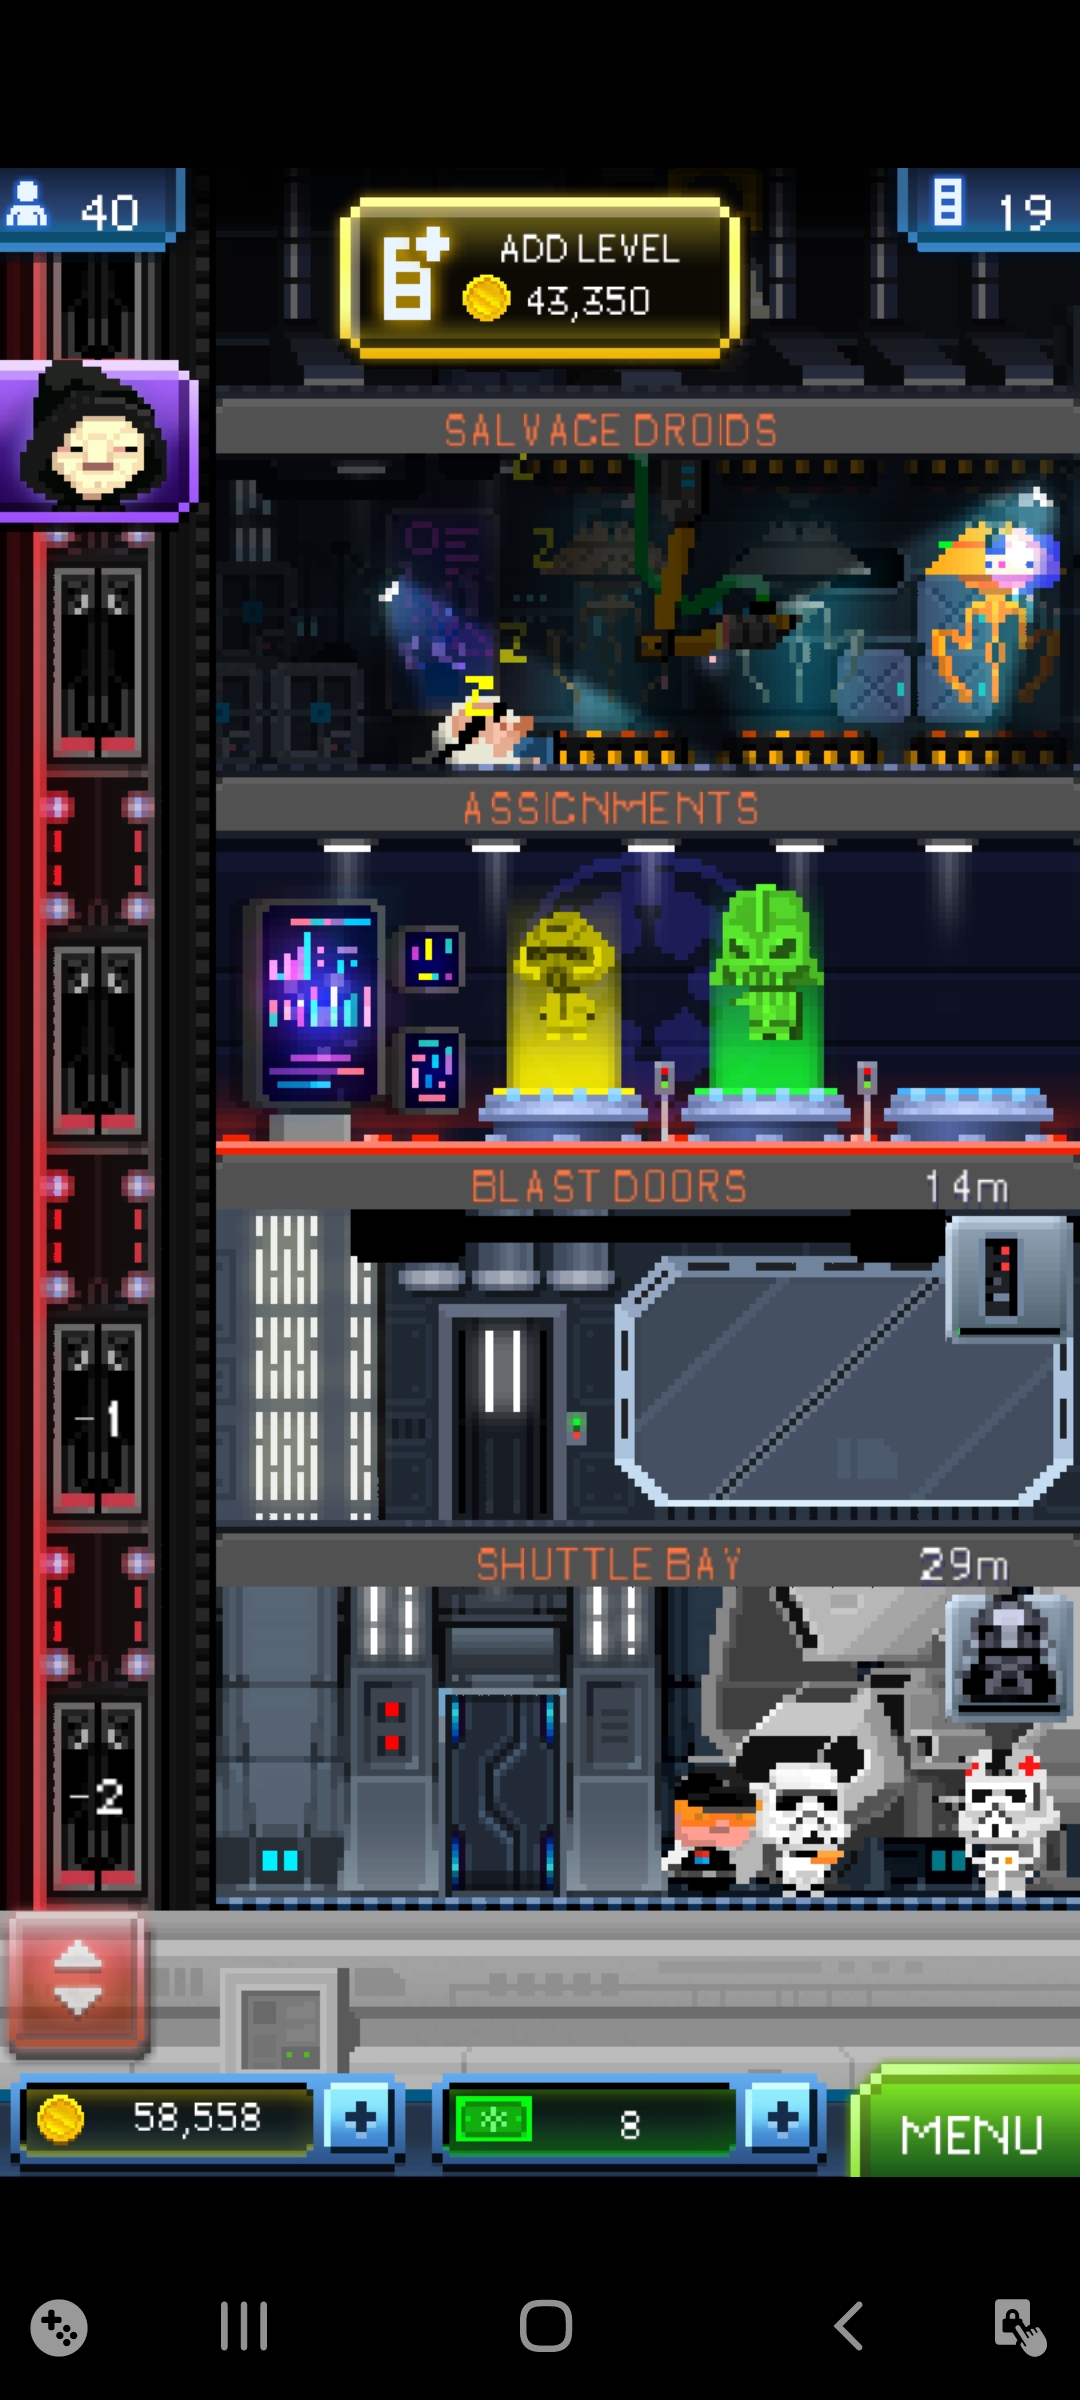 40
ADD LEVEL
43,350
19
SALVAGE DROIDS
Z
Z
Z
Z
ASSIGNMENTS
BLAST DOORS 14m
-1
SHUTTLE BAY 29m
-2
58,558
8
MENU